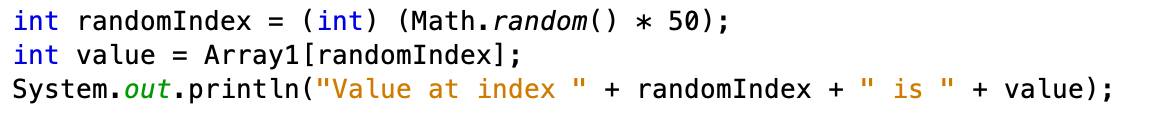 int randomIndex = (int) (Math.random() * 50);
int value = Array1[randomIndex];
System.out.println("Value at index " + randomIndex + " is " + value);